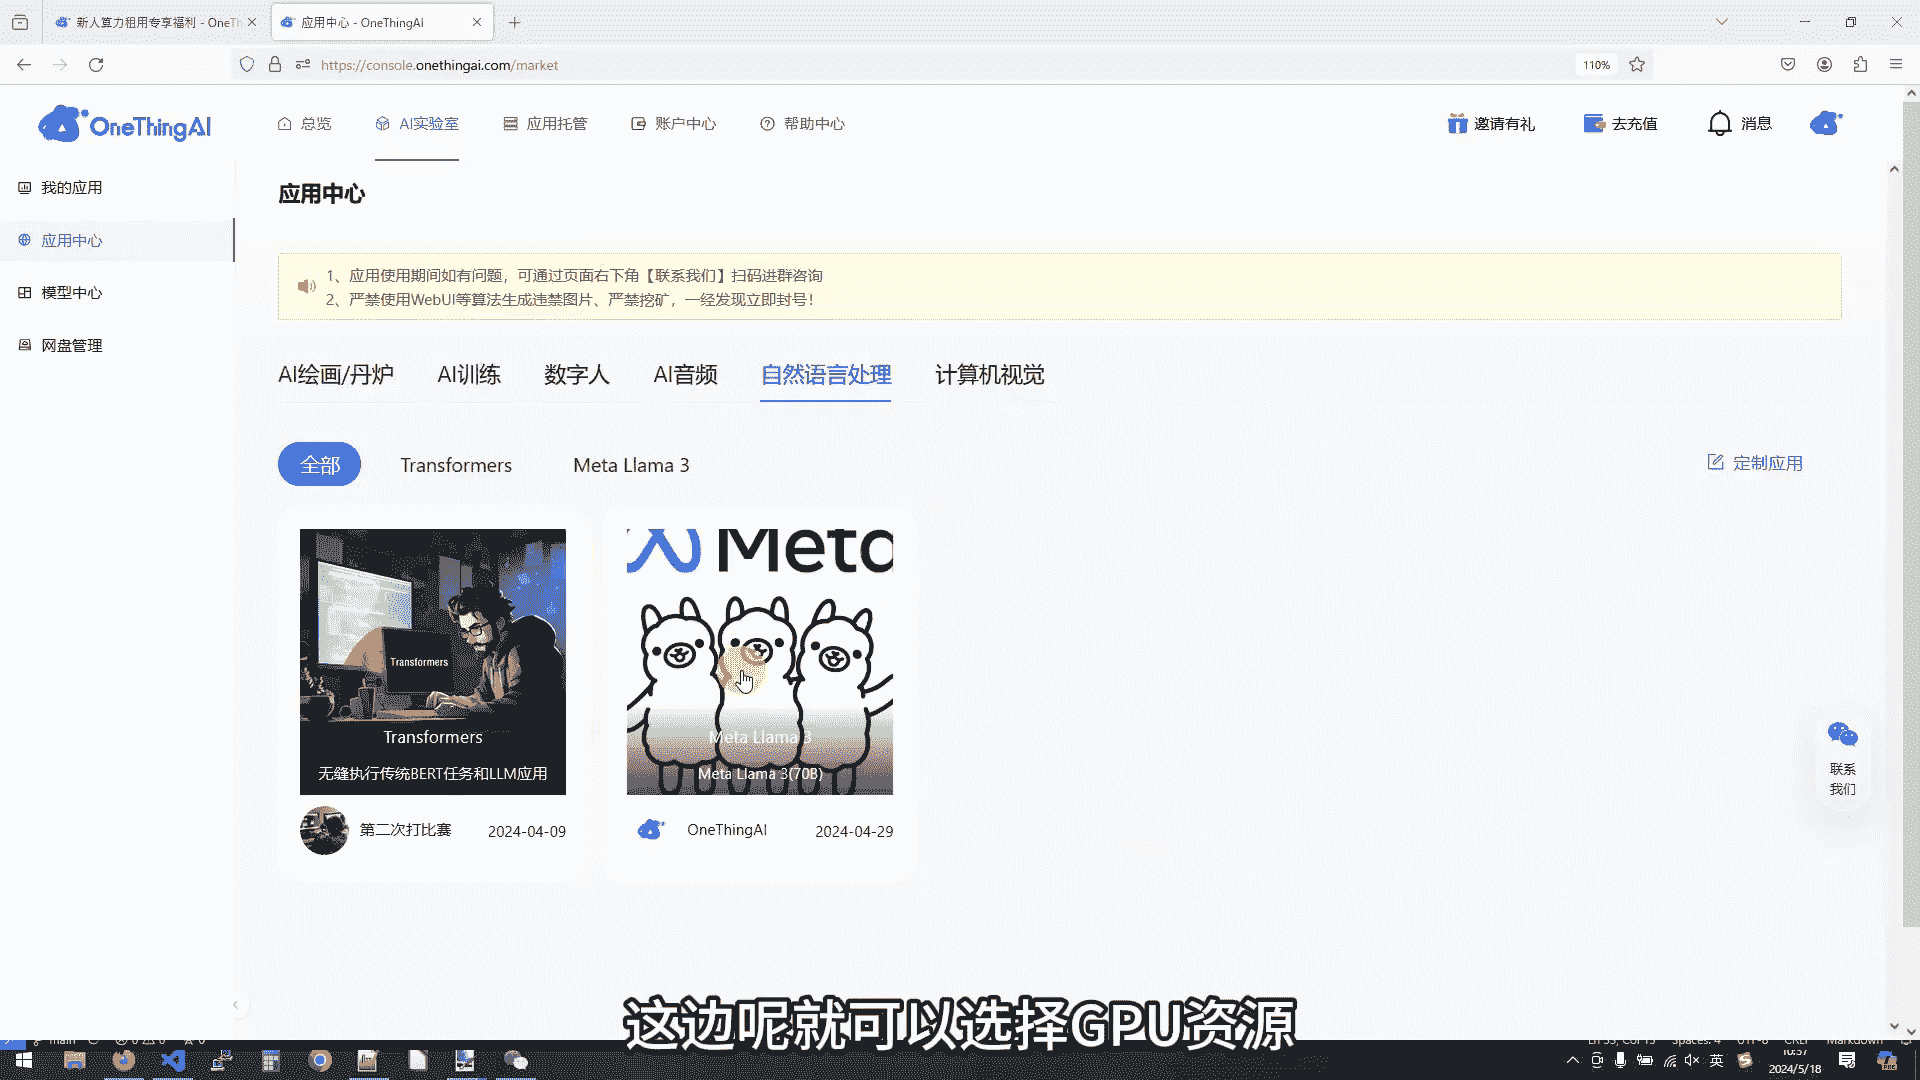 新人算力租用专享福利 - OneTh
应用中心 - OneThingAI
https://console.onethingai.com/market
110%
OneThingAI
总览
AI实验室
应用托管
账户中心
帮助中心
邀请有礼
去充值
消息
我的应用
应用中心
模型中心
网盘管理
应用中心
1、应用使用期间如有问题，可通过页面右下角【联系我们】扫码进群咨询
2、严禁使用WebUI等算法生成违禁图片、严禁挖矿，一经发现立即封号！
AI绘画/丹炉
AI训练
数字人
AI音频
自然语言处理
计算机视觉
全部
Transformers
Meta Llama 3
定制应用
Transformers
Transformers
无缝执行传统BERT任务和LLM应用
第二次打比赛
2024-04-09
Meta
Meta Llama 3
Meta Llama 3(70B)
OneThingAI
2024-04-29
联系
我们
这边呢就可以选择GPU资源
英
10:57
2024/5/18